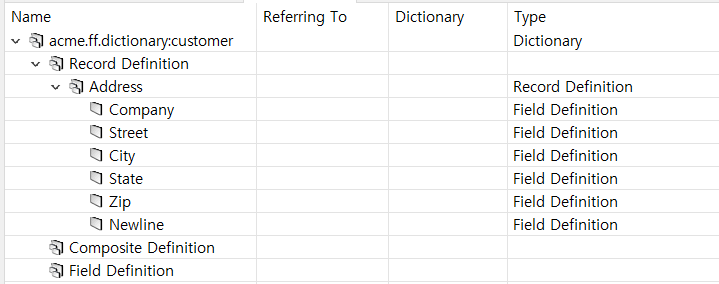 Name Referring To Dictionary Type
acme.ff.dictionary:customer Dictionary
Record Definition
Address Record Definition
Company Field Definition
Street Field Definition
City Field Definition
State Field Definition
Zip Field Definition
Newline Field Definition
Composite Definition
Field Definition